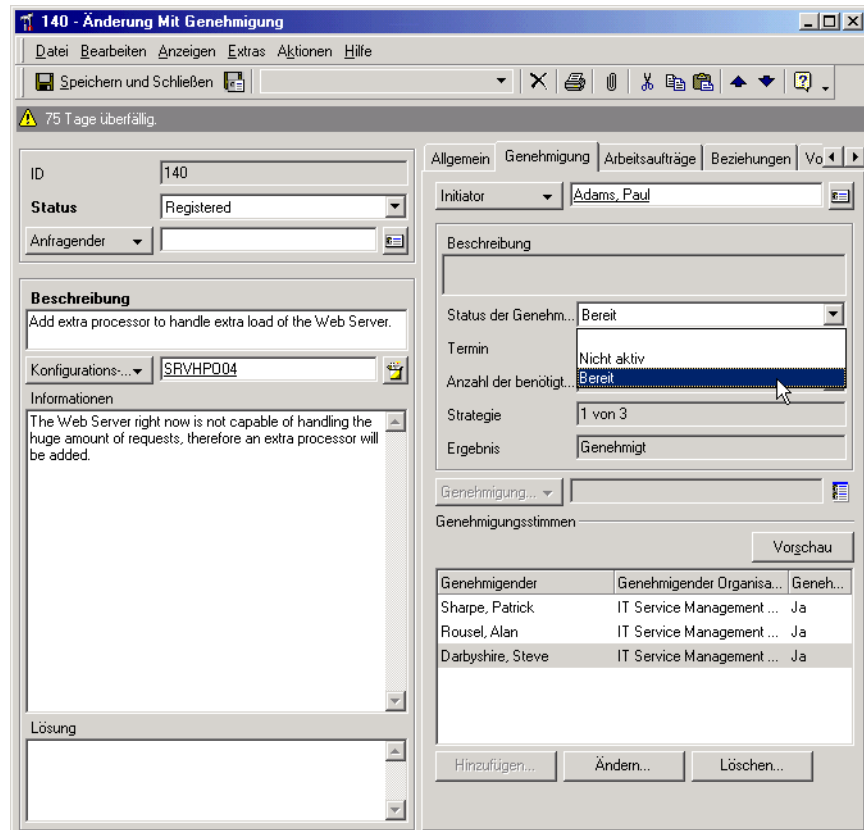 140 - Änderung Mit Genehmigung
Datei Bearbeiten Anzeigen Extras Aktionen Hilfe
Speichern und Schließen
75 Tage überfällig.
ID 140
Status Registered
Anfragender
Beschreibung
Add extra processor to handle extra load of the Web Server.
Konfigurations-... SRVHPO04
Informationen
The Web Server right now is not capable of handling the
huge amount of requests, therefore an extra processor will
be added.
Lösung
Allgemein Genehmigung Arbeitsaufträge Beziehungen Vo
Initiator Adams, Paul
Beschreibung
Status der Genehm... Bereit
Termin
Nicht aktiv
Anzahl der benötigt... Bereit
Strategie 1 von 3
Ergebnis Genehmigt
Genehmigung...
Genehmigungsstimmen
Vorschau
Genehmigender Genehmigender Organisa... Geneh...
Sharpe, Patrick IT Service Management ... Ja
Rousel, Alan IT Service Management ... Ja
Darbyshire, Steve IT Service Management ... Ja
Hinzufügen... Ändern... Löschen...